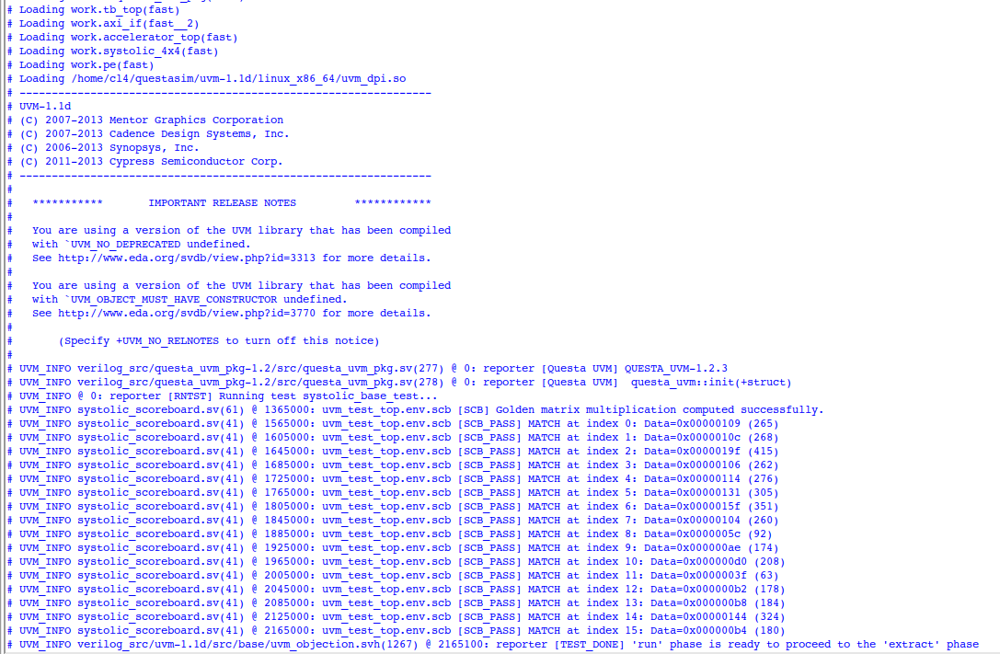 # Loading work.tb_top(fast)
# Loading work.axi_if(fast__2)
# Loading work.accelerator_top(fast)
# Loading work.systolic_4x4(fast)
# Loading work.pe(fast)
# Loading /home/cl4/questasim/uvm-1.1d/linux_x86_64/uvm_dpi.so
# ----------------------------------------------------------------
# UVM-1.1d
# (C) 2007-2013 Mentor Graphics Corporation
# (C) 2007-2013 Cadence Design Systems, Inc.
# (C) 2006-2013 Synopsys, Inc.
# (C) 2011-2013 Cypress Semiconductor Corp.
# ----------------------------------------------------------------
#
#   ***********       IMPORTANT RELEASE NOTES         ************
#
#   You are using a version of the UVM library that has been compiled
#   with `UVM_NO_DEPRECATED undefined.
#   See http://www.eda.org/svdb/view.php?id=3313 for more details.
#
#   You are using a version of the UVM library that has been compiled
#   with `UVM_OBJECT_MUST_HAVE_CONSTRUCTOR undefined.
#   See http://www.eda.org/svdb/view.php?id=3770 for more details.
#
#       (Specify +UVM_NO_RELNOTES to turn off this notice)
#
# UVM_INFO verilog_src/questa_uvm_pkg-1.2/src/questa_uvm_pkg.sv(277) @ 0: reporter [Questa UVM] QUESTA_UVM-1.2.3
# UVM_INFO verilog_src/questa_uvm_pkg-1.2/src/questa_uvm_pkg.sv(278) @ 0: reporter [Questa UVM]  questa_uvm::init(+struct)
# UVM_INFO @ 0: reporter [RNTST] Running test systolic_base_test...
# UVM_INFO systolic_scoreboard.sv(61) @ 1365000: uvm_test_top.env.scb [SCB] Golden matrix multiplication computed successfully.
# UVM_INFO systolic_scoreboard.sv(41) @ 1565000: uvm_test_top.env.scb [SCB_PASS] MATCH at index 0: Data=0x00000109 (265)
# UVM_INFO systolic_scoreboard.sv(41) @ 1605000: uvm_test_top.env.scb [SCB_PASS] MATCH at index 1: Data=0x0000010c (268)
# UVM_INFO systolic_scoreboard.sv(41) @ 1645000: uvm_test_top.env.scb [SCB_PASS] MATCH at index 2: Data=0x0000019f (415)
# UVM_INFO systolic_scoreboard.sv(41) @ 1685000: uvm_test_top.env.scb [SCB_PASS] MATCH at index 3: Data=0x00000106 (262)
# UVM_INFO systolic_scoreboard.sv(41) @ 1725000: uvm_test_top.env.scb [SCB_PASS] MATCH at index 4: Data=0x00000114 (276)
# UVM_INFO systolic_scoreboard.sv(41) @ 1765000: uvm_test_top.env.scb [SCB_PASS] MATCH at index 5: Data=0x00000131 (305)
# UVM_INFO systolic_scoreboard.sv(41) @ 1805000: uvm_test_top.env.scb [SCB_PASS] MATCH at index 6: Data=0x0000015f (351)
# UVM_INFO systolic_scoreboard.sv(41) @ 1845000: uvm_test_top.env.scb [SCB_PASS] MATCH at index 7: Data=0x00000104 (260)
# UVM_INFO systolic_scoreboard.sv(41) @ 1885000: uvm_test_top.env.scb [SCB_PASS] MATCH at index 8: Data=0x0000005c (92)
# UVM_INFO systolic_scoreboard.sv(41) @ 1925000: uvm_test_top.env.scb [SCB_PASS] MATCH at index 9: Data=0x000000ae (174)
# UVM_INFO systolic_scoreboard.sv(41) @ 1965000: uvm_test_top.env.scb [SCB_PASS] MATCH at index 10: Data=0x000000d0 (208)
# UVM_INFO systolic_scoreboard.sv(41) @ 2005000: uvm_test_top.env.scb [SCB_PASS] MATCH at index 11: Data=0x0000003f (63)
# UVM_INFO systolic_scoreboard.sv(41) @ 2045000: uvm_test_top.env.scb [SCB_PASS] MATCH at index 12: Data=0x000000b2 (178)
# UVM_INFO systolic_scoreboard.sv(41) @ 2085000: uvm_test_top.env.scb [SCB_PASS] MATCH at index 13: Data=0x000000b8 (184)
# UVM_INFO systolic_scoreboard.sv(41) @ 2125000: uvm_test_top.env.scb [SCB_PASS] MATCH at index 14: Data=0x00000144 (324)
# UVM_INFO systolic_scoreboard.sv(41) @ 2165000: uvm_test_top.env.scb [SCB_PASS] MATCH at index 15: Data=0x000000b4 (180)
# UVM_INFO verilog_src/uvm-1.1d/src/base/uvm_objection.svh(1267) @ 2165100: reporter [TEST_DONE] 'run' phase is ready to proceed to the 'extract' phase